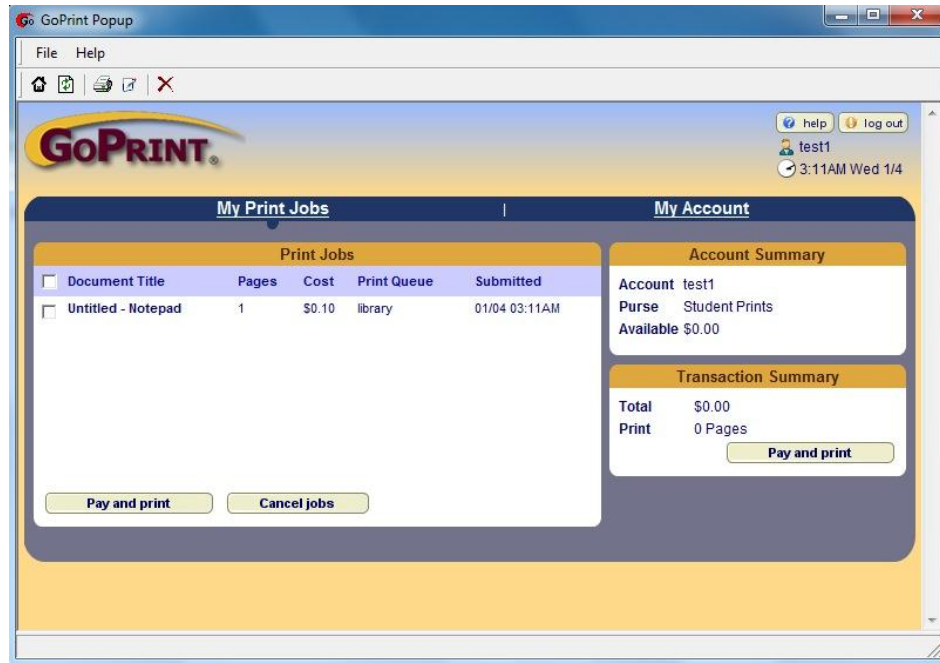 GoPrint Popup
File Help
GOPRINT®
help log out
test1
3:11AM Wed 1/4
My Print Jobs | My Account
Print Jobs
Document Title Pages Cost Print Queue Submitted
Untitled - Notepad 1 $0.10 library 01/04 03:11AM
Pay and print Cancel jobs
Account Summary
Account test1
Purse Student Prints
Available $0.00
Transaction Summary
Total $0.00
Print 0 Pages
Pay and print